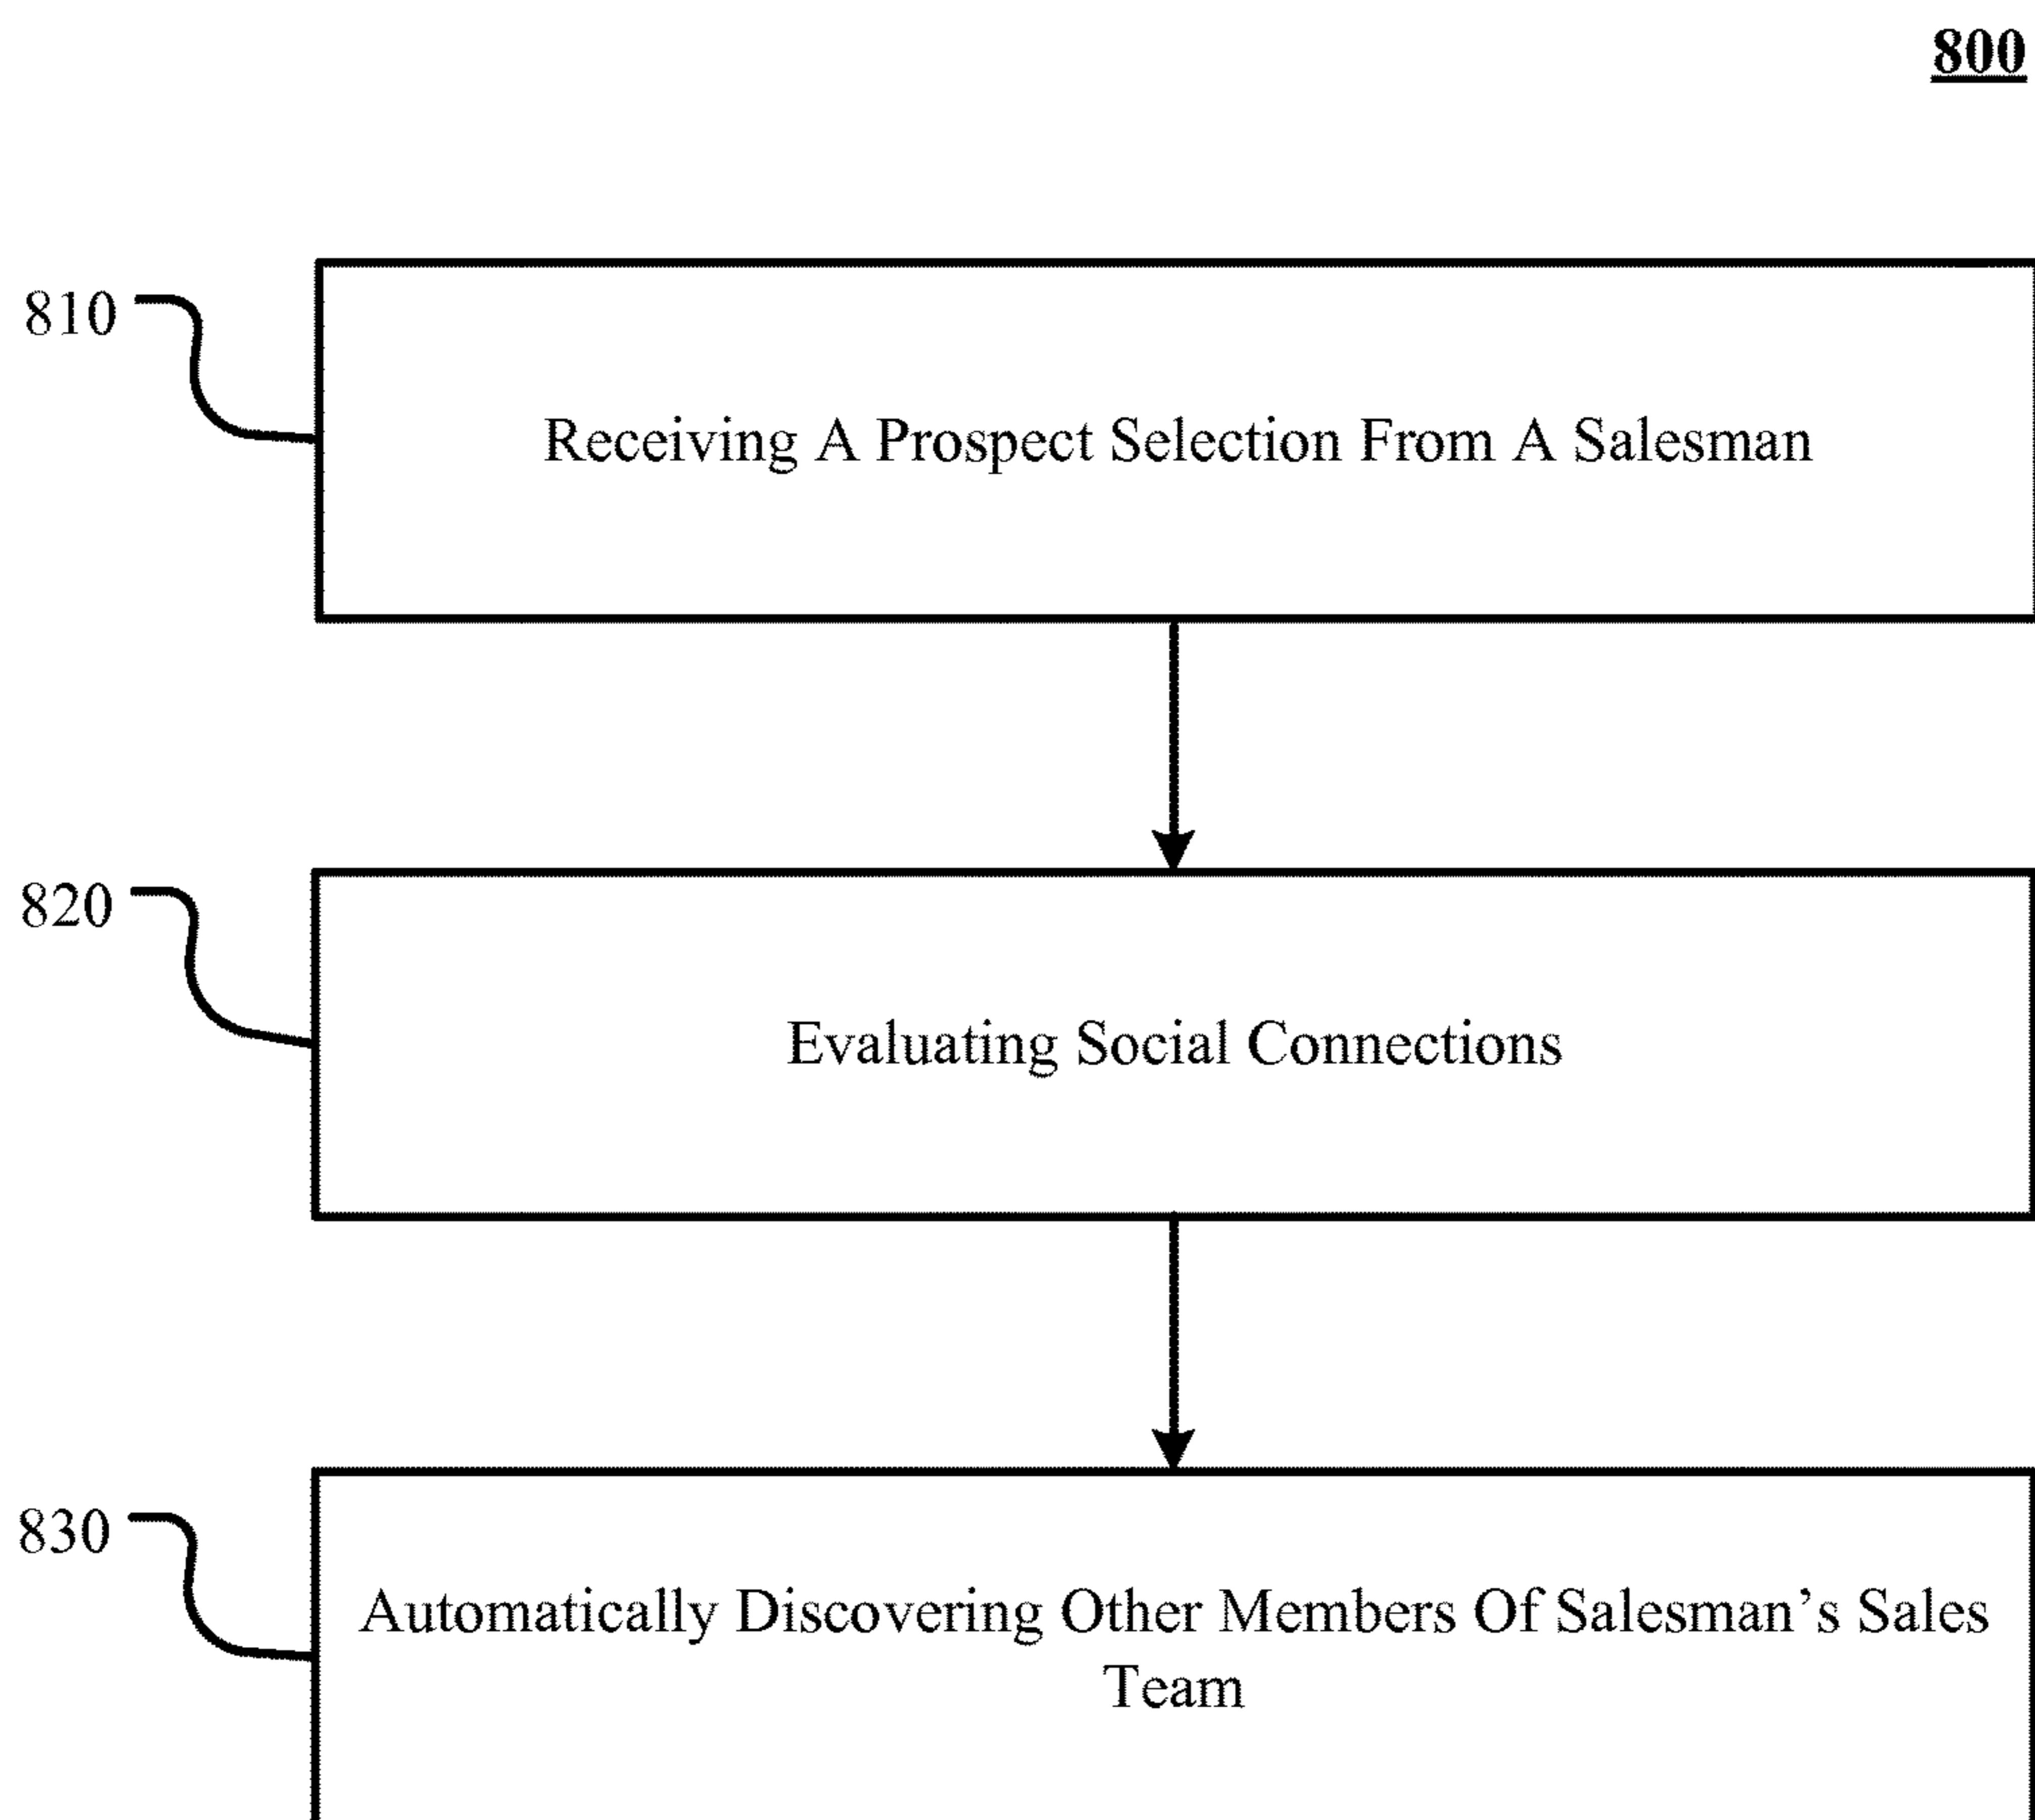 800
810
Receiving A Prospect Selection From A Salesman
820
Evaluating Social Connections
830
Automatically Discovering Other Members Of Salesman’s Sales
Team